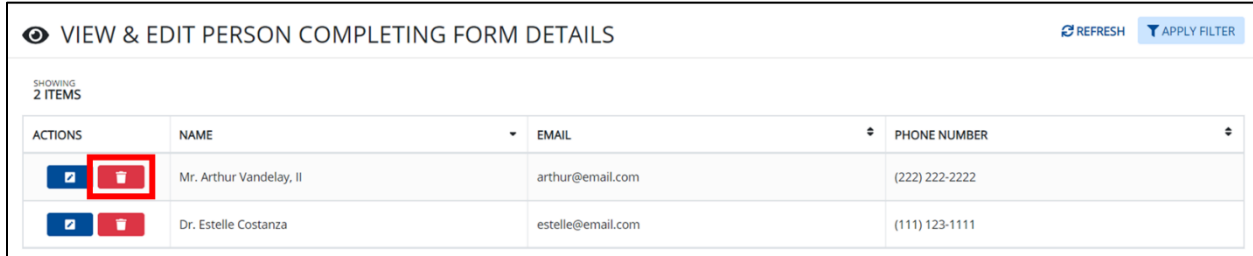 VIEW & EDIT PERSON COMPLETING FORM DETAILS REFRESH APPLY FILTER
SHOWING
2 ITEMS
ACTIONS NAME EMAIL PHONE NUMBER
Mr. Arthur Vandelay, II arthur@email.com (222) 222-2222
Dr. Estelle Costanza estelle@email.com (111) 123-1111